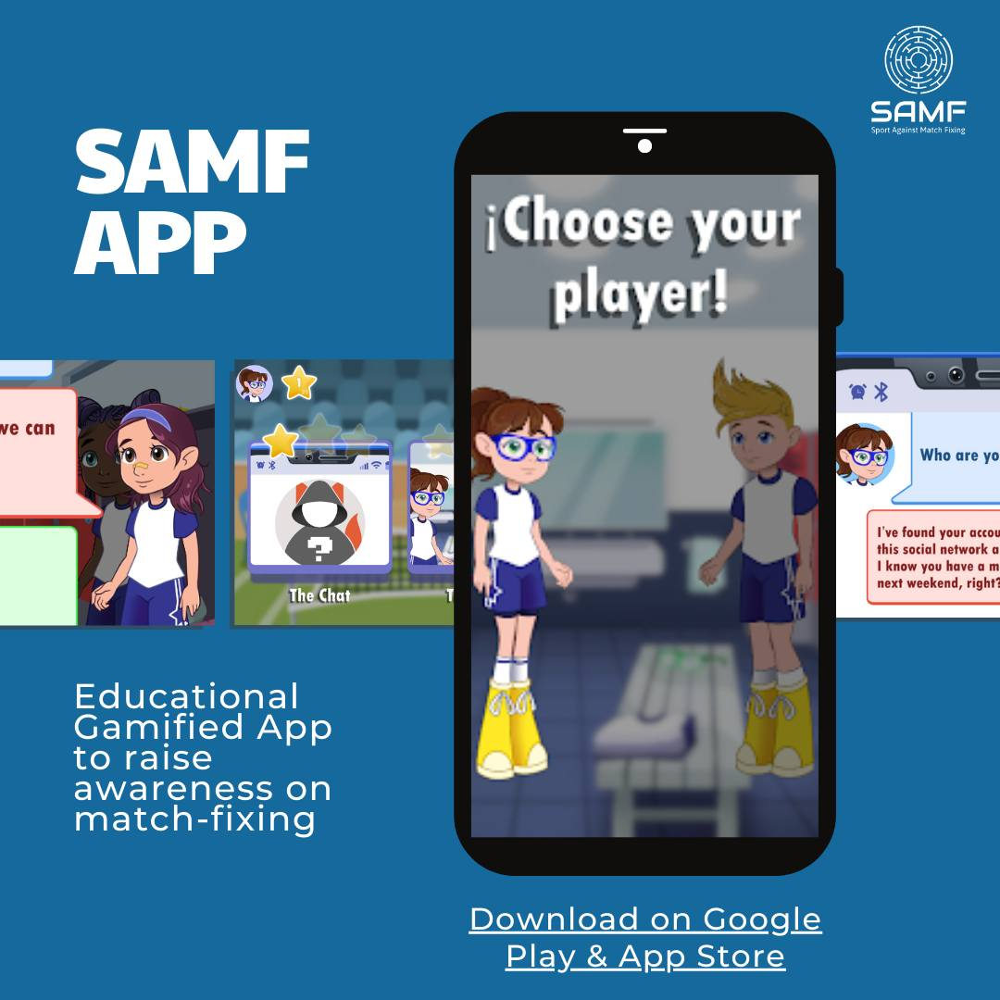 SAMF
Sport Against Match Fixing
SAMF
APP
¡Choose your
player!
we can
1
The Chat
?
T
Who are yo
I've found your accou
this social network a
I know you have a m
next weekend, right?
Educational
Gamified App
to raise
awareness on
match-fixing
Download on Google
Play & App Store